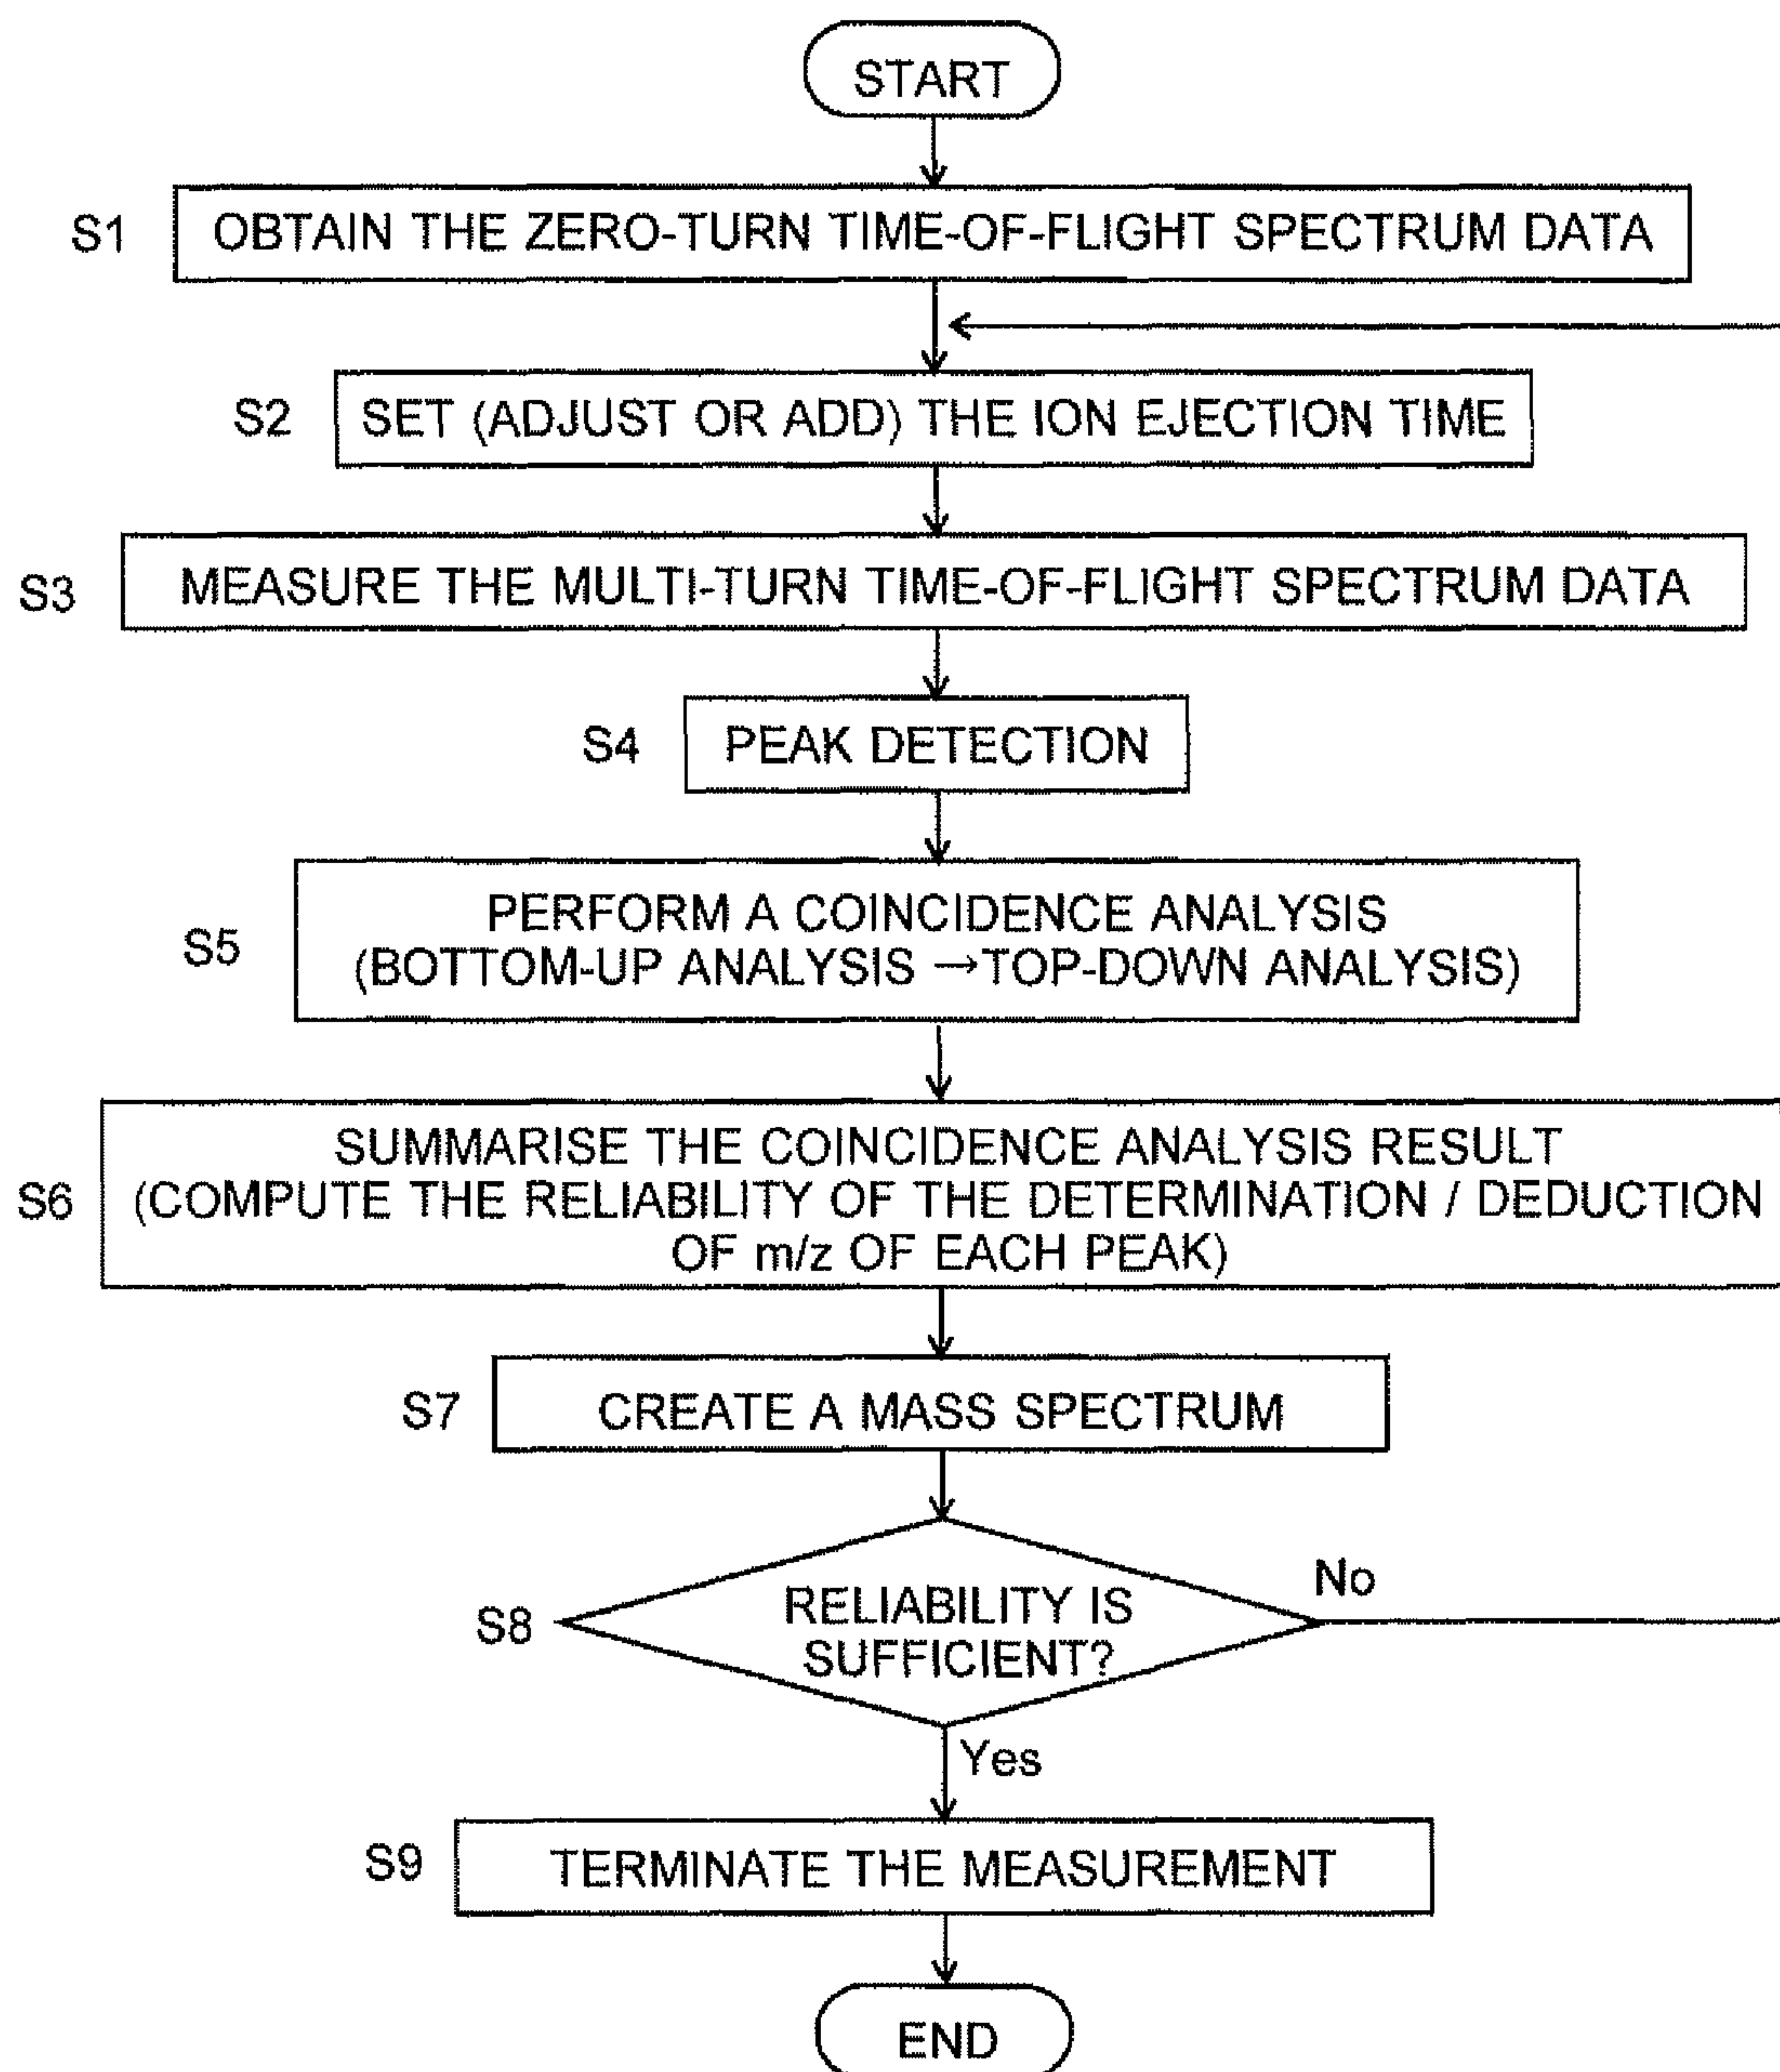 START
S1 OBTAIN THE ZERO-TURN TIME-OF-FLIGHT SPECTRUM DATA
S2 SET (ADJUST OR ADD) THE ION EJECTION TIME
S3 MEASURE THE MULTI-TURN TIME-OF-FLIGHT SPECTRUM DATA
S4 PEAK DETECTION
S5 PERFORM A COINCIDENCE ANALYSIS
(BOTTOM-UP ANALYSIS →TOP-DOWN ANALYSIS)
S6 SUMMARISE THE COINCIDENCE ANALYSIS RESULT
(COMPUTE THE RELIABILITY OF THE DETERMINATION / DEDUCTION
OF m/z OF EACH PEAK)
S7 CREATE A MASS SPECTRUM
S8 RELIABILITY IS
SUFFICIENT?
No
Yes
S9 TERMINATE THE MEASUREMENT
END